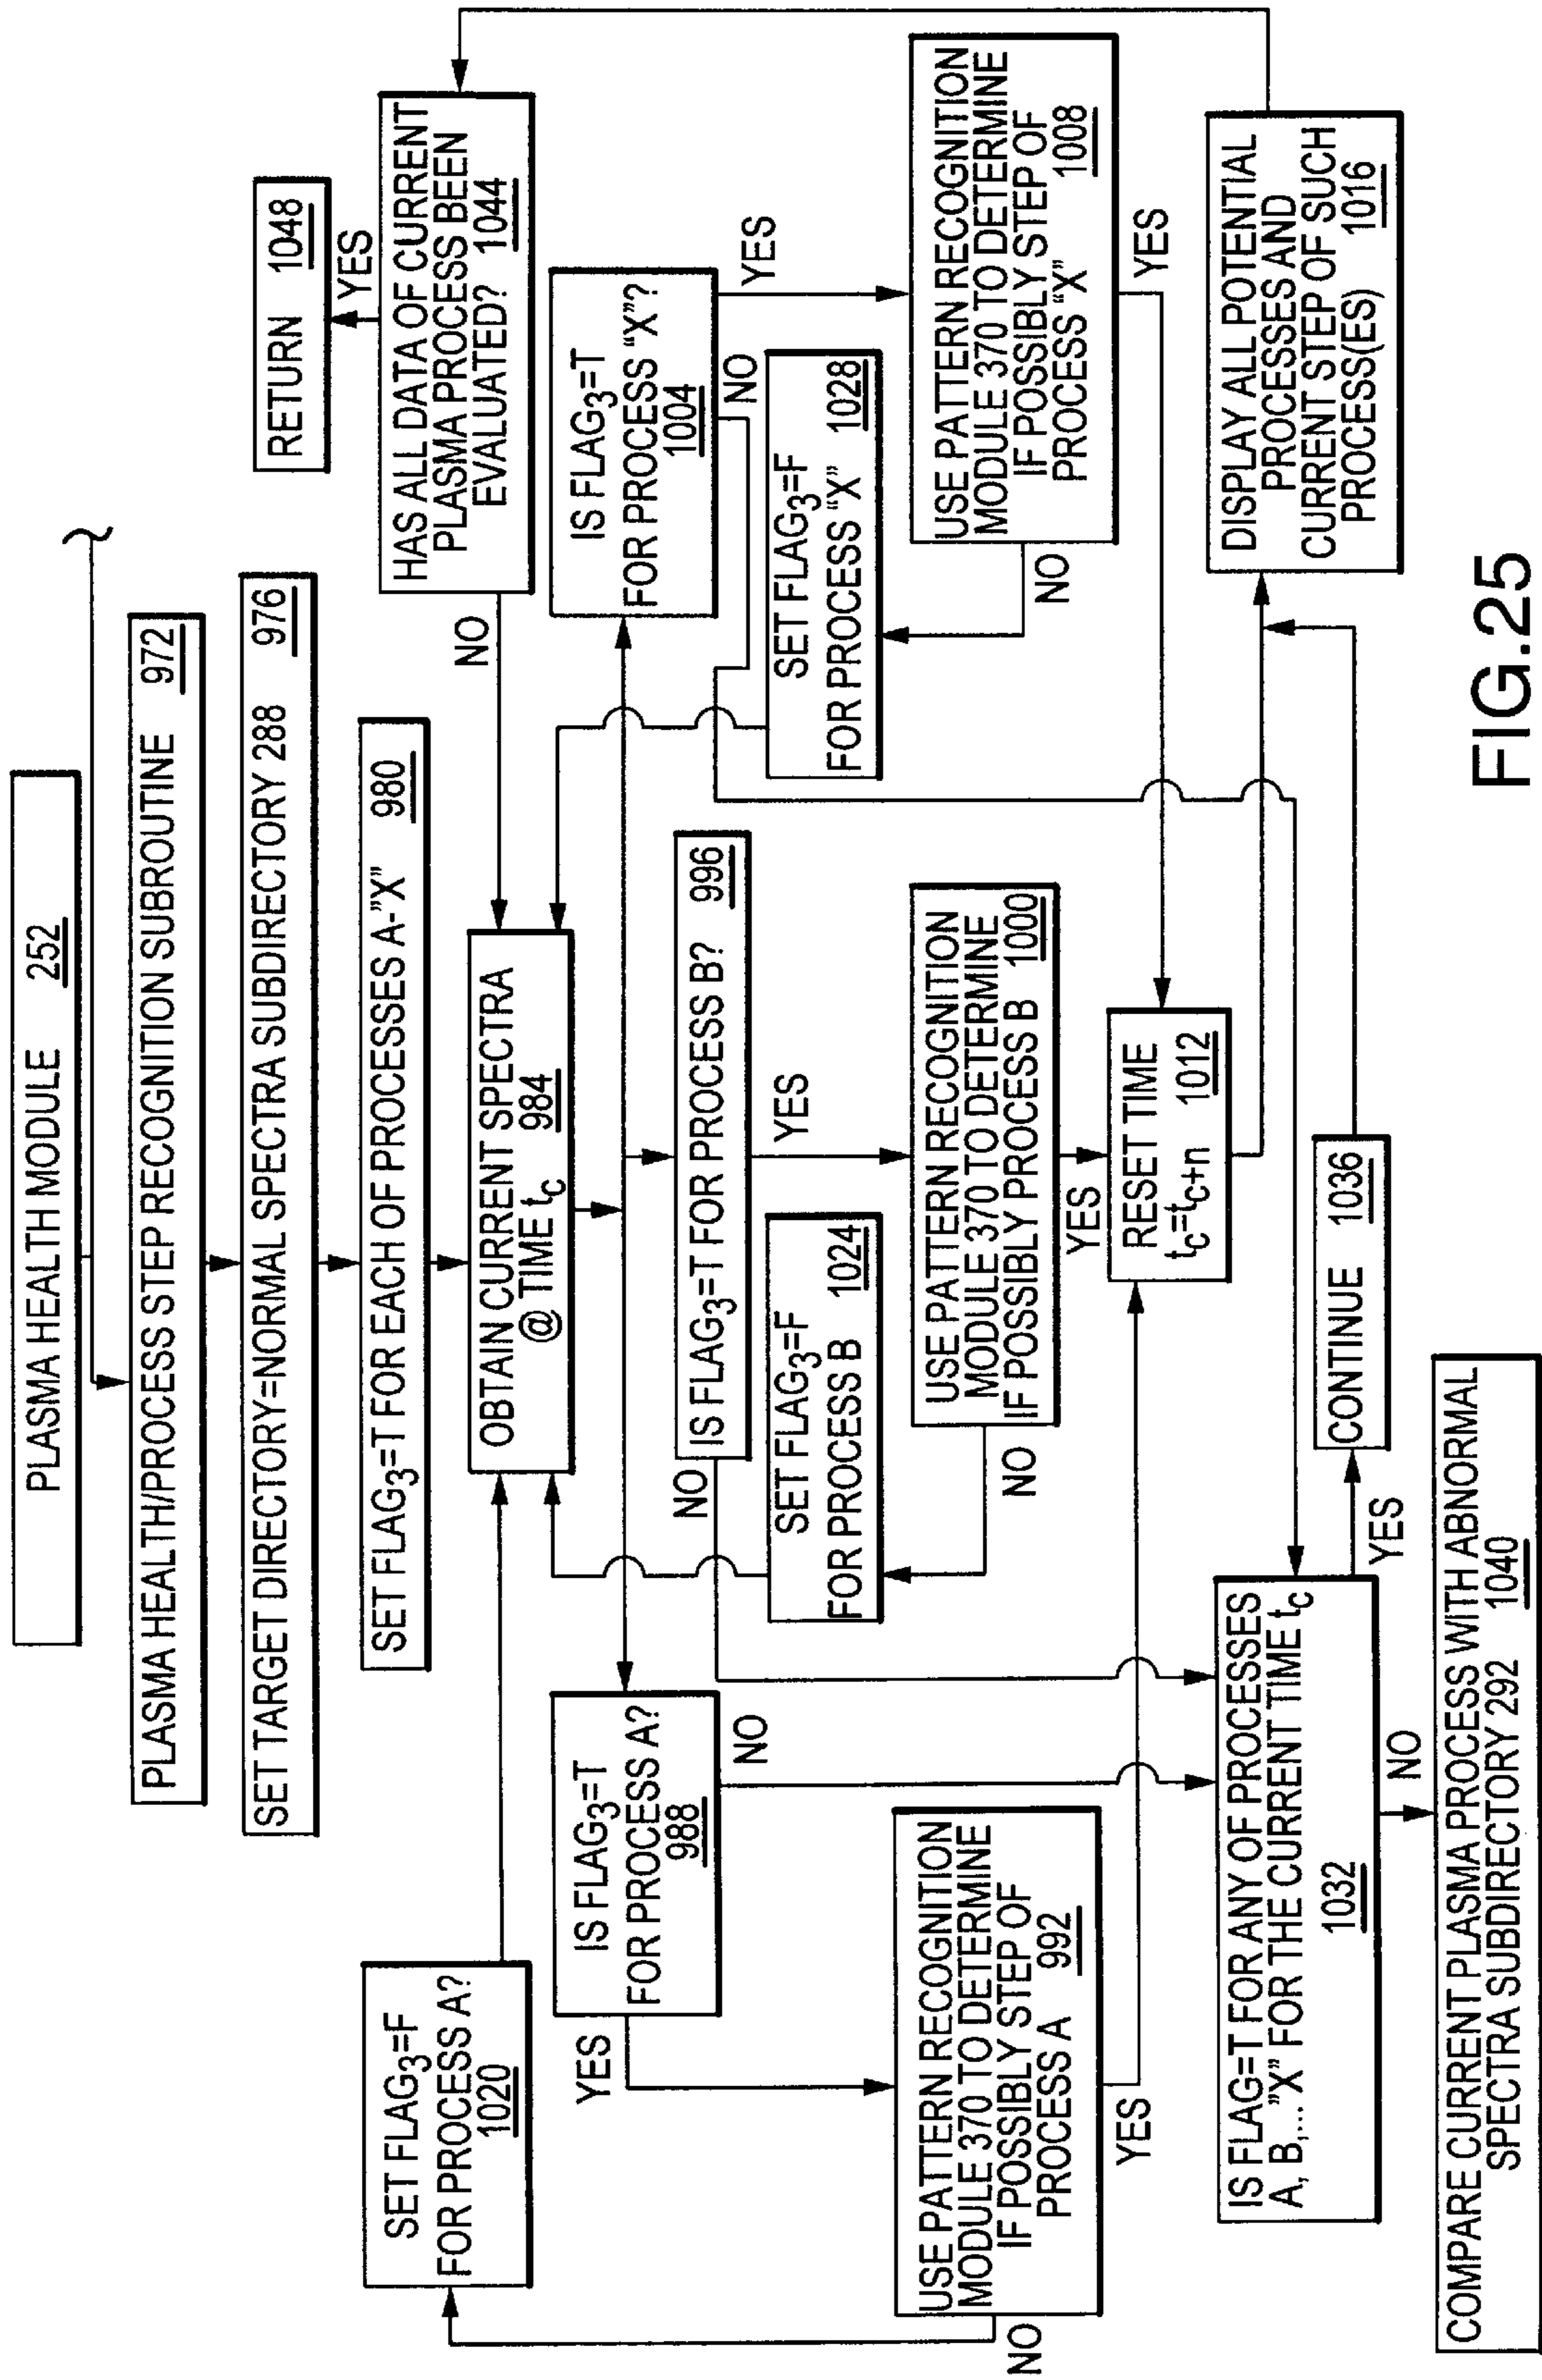 PLASMA HEALTH MODULE 252
PLASMA HEALTH/PROCESS STEP RECOGNITION SUBROUTINE 972
SET TARGET DIRECTORY=NORMAL SPECTRA SUBDIRECTORY 288 976
SET FLAG3=T FOR EACH OF PROCESSES A-"X" 980
OBTAIN CURRENT SPECTRA
@ TIME tc 984
RETURN 1048
YES
HAS ALL DATA OF CURRENT
PLASMA PROCESS BEEN
EVALUATED? 1044
NO
SET FLAG3=F
FOR PROCESS A?
1020
IS FLAG3=T
FOR PROCESS A?
988
YES
NO
USE PATTERN RECOGNITION
MODULE 370 TO DETERMINE
IF POSSIBLY STEP OF
PROCESS A 992
NO
YES
IS FLAG3=T FOR PROCESS B? 996
NO
YES
SET FLAG3=F
FOR PROCESS B 1024
USE PATTERN RECOGNITION
MODULE 370 TO DETERMINE
IF POSSIBLY PROCESS B 1000
NO
YES
IS FLAG3=T
FOR PROCESS "X"?
1004
YES
NO
SET FLAG3=F
FOR PROCESS "X" 1028
USE PATTERN RECOGNITION
MODULE 370 TO DETERMINE
IF POSSIBLY STEP OF
PROCESS "X" 1008
NO
YES
RESET TIME
tc=tc+n 1012
DISPLAY ALL POTENTIAL
PROCESSES AND
CURRENT STEP OF SUCH
PROCESS(ES) 1016
IS FLAG=T FOR ANY OF PROCESSES
A, B,... "X" FOR THE CURRENT TIME tc
1032
YES
NO
CONTINUE 1036
COMPARE CURRENT PLASMA PROCESS WITH ABNORMAL
SPECTRA SUBDIRECTORY 292 1040
FIG.25